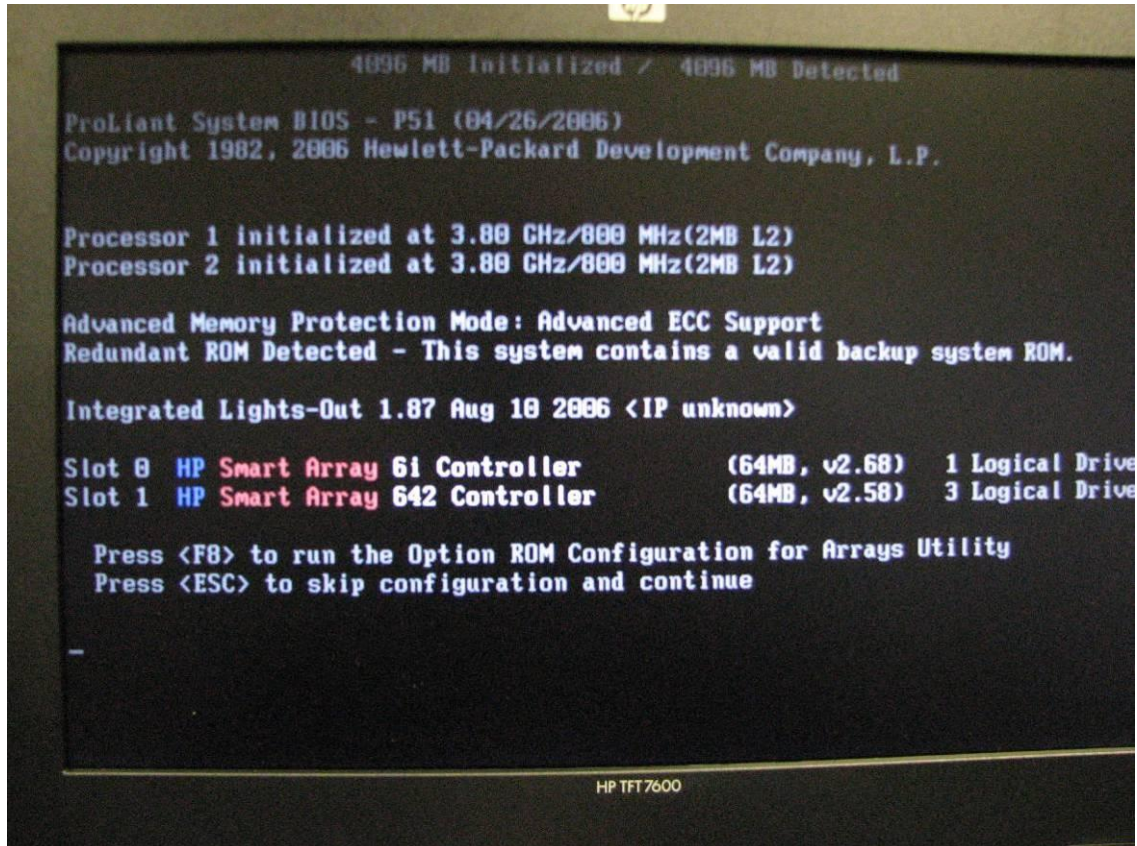 4096 MB Initialized / 4096 MB Detected
ProLiant System BIOS - P51 (04/26/2006)
Copyright 1982, 2006 Hewlett-Packard Development Company, L.P.
Processor 1 initialized at 3.80 GHz/800 MHz(2MB L2)
Processor 2 initialized at 3.80 GHz/800 MHz(2MB L2)
Advanced Memory Protection Mode: Advanced ECC Support
Redundant ROM Detected - This system contains a valid backup system ROM.
Integrated Lights-Out 1.87 Aug 10 2006 <IP unknown>
Slot 0 HP Smart Array 6i Controller (64MB, v2.68) 1 Logical Drive
Slot 1 HP Smart Array 642 Controller (64MB, v2.58) 3 Logical Drive
Press <F8> to run the Option ROM Configuration for Arrays Utility
Press <ESC> to skip configuration and continue
_
HP TFT7600